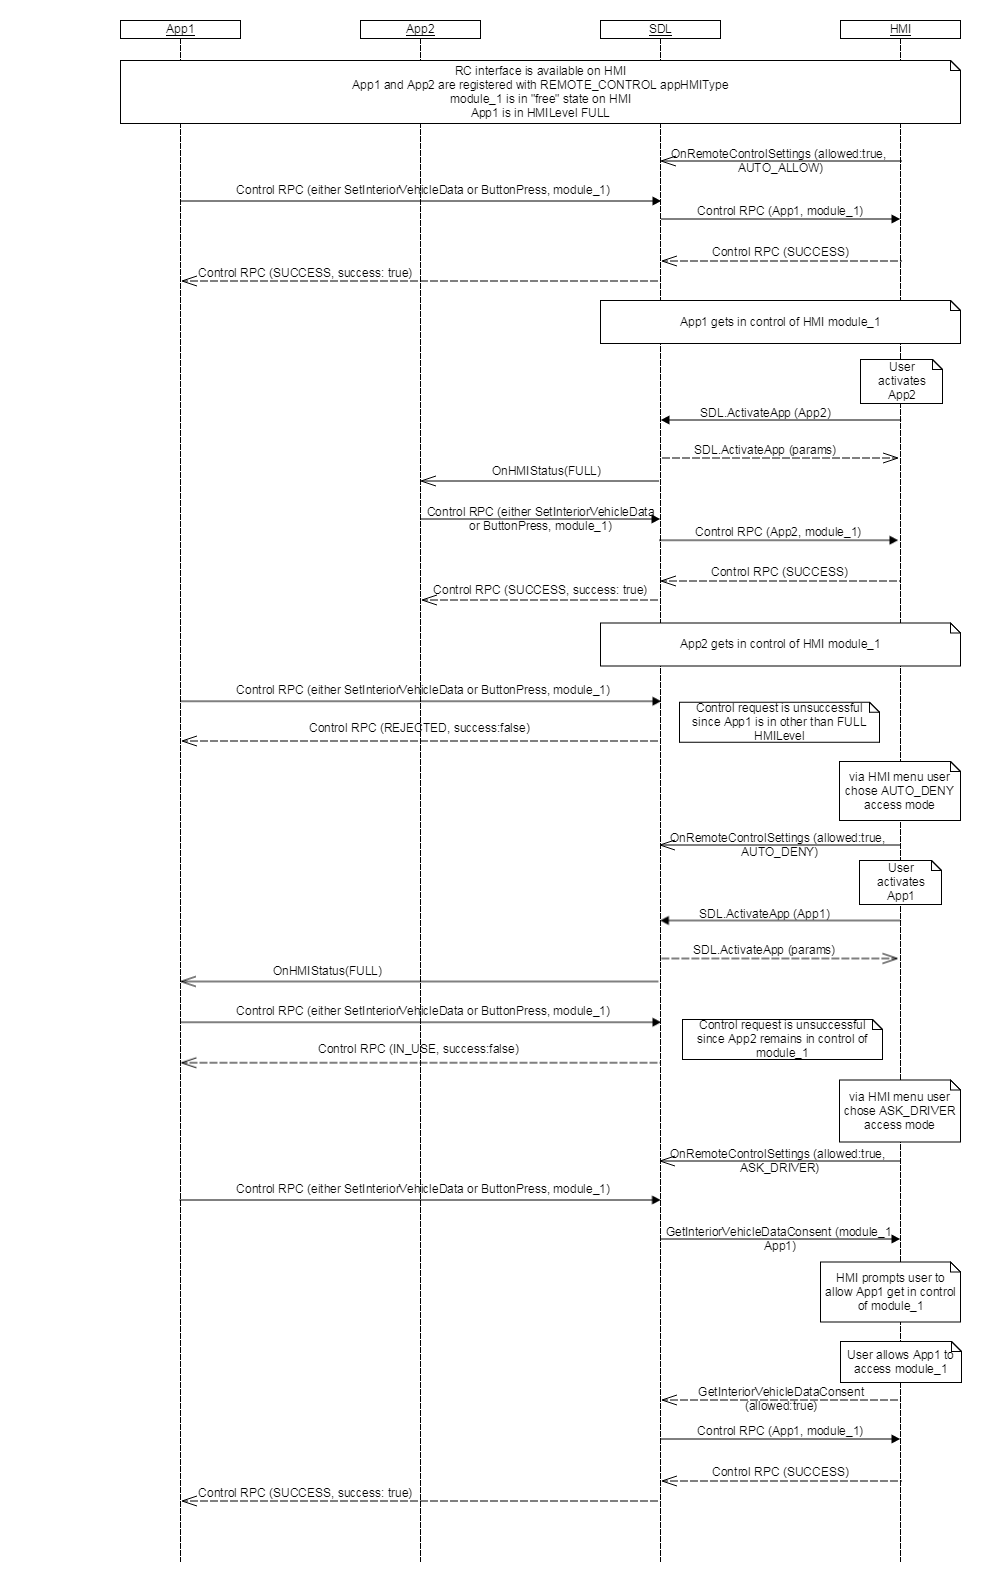 App1
App2
SDL
HMI
RC interface is available on HMI
App1 and App2 are registered with REMOTE_CONTROL appHMIType
module_1 is in "free" state on HMI
App1 is in HMILevel FULL
OnRemoteControlSettings (allowed:true,
AUTO_ALLOW)
Control RPC (either SetInteriorVehicleData or ButtonPress, module_1)
Control RPC (App1, module_1)
Control RPC (SUCCESS)
Control RPC (SUCCESS, success: true)
App1 gets in control of HMI module_1
User
activates
App2
SDL.ActivateApp (App2)
SDL.ActivateApp (params)
OnHMIStatus(FULL)
Control RPC (either SetInteriorVehicleData
or ButtonPress, module_1)
Control RPC (App2, module_1)
Control RPC (SUCCESS)
Control RPC (SUCCESS, success: true)
App2 gets in control of HMI module_1
Control RPC (either SetInteriorVehicleData or ButtonPress, module_1)
Control request is unsuccessful
since App1 is in other than FULL
HMILevel
Control RPC (REJECTED, success:false)
via HMI menu user
chose AUTO_DENY
access mode
OnRemoteControlSettings (allowed:true,
AUTO_DENY)
User
activates
App1
SDL.ActivateApp (App1)
SDL.ActivateApp (params)
OnHMIStatus(FULL)
Control RPC (either SetInteriorVehicleData or ButtonPress, module_1)
Control request is unsuccessful
since App2 remains in control of
module_1
Control RPC (IN_USE, success:false)
via HMI menu user
chose ASK_DRIVER
access mode
OnRemoteControlSettings (allowed:true,
ASK_DRIVER)
Control RPC (either SetInteriorVehicleData or ButtonPress, module_1)
GetInteriorVehicleDataConsent (module_1,
App1)
HMI prompts user to
allow App1 get in control
of module_1
User allows App1 to
access module_1
GetInteriorVehicleDataConsent
(allowed:true)
Control RPC (App1, module_1)
Control RPC (SUCCESS)
Control RPC (SUCCESS, success: true)